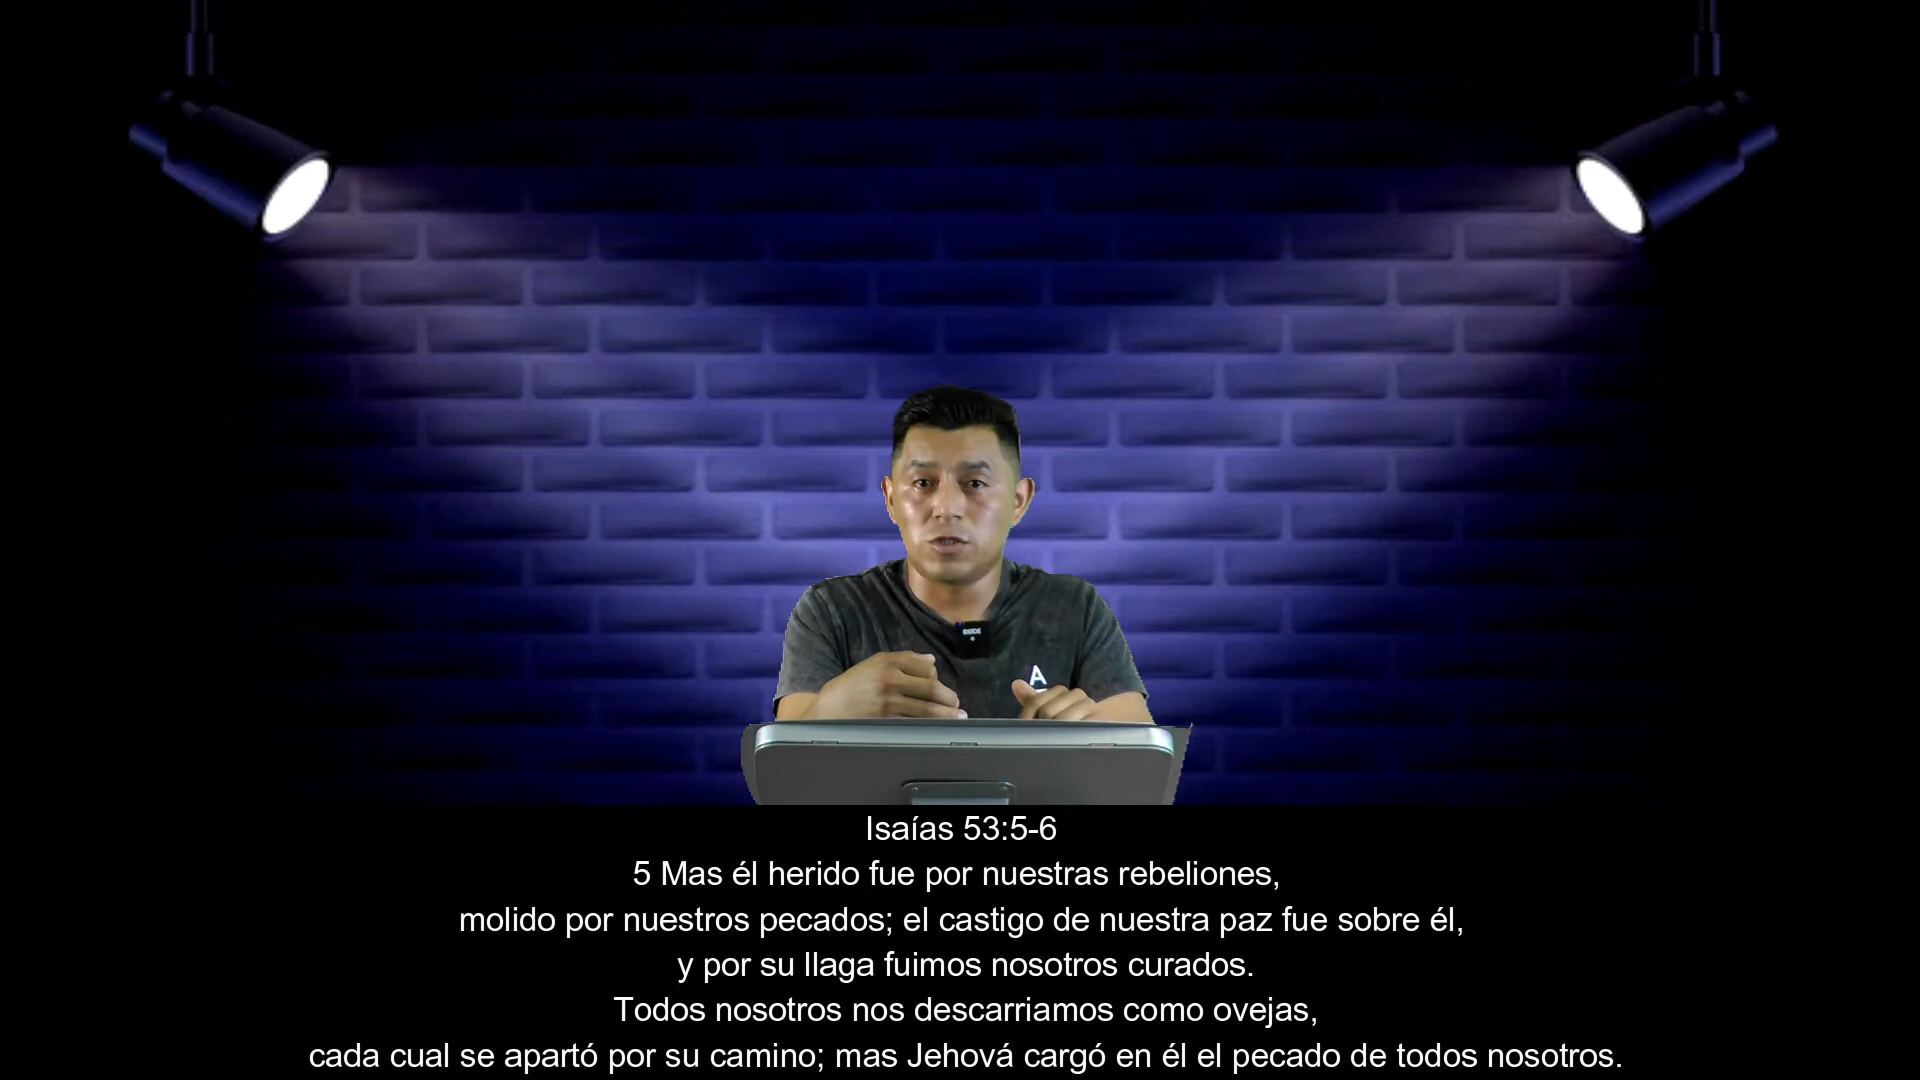 RODE
A
Isaías 53:5-6
5 Mas él herido fue por nuestras rebeliones,
molido por nuestros pecados; el castigo de nuestra paz fue sobre él,
y por su llaga fuimos nosotros curados.
Todos nosotros nos descarriamos como ovejas,
cada cual se apartó por su camino; mas Jehová cargó en él el pecado de todos nosotros.